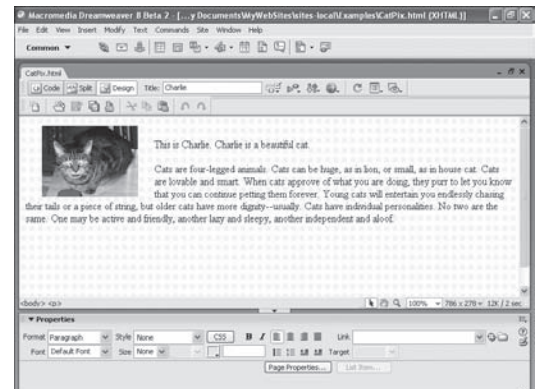 Macromedia Dreamweaver 8 Beta 2 - [...y Documents\MyWebSites\sites-local\Examples\CatPix.html (XHTML)]
File Edit View Insert Modify Text Commands Site Window Help
Common
CatPix.html
Code Split Design Title: Charlie
This is Charlie. Charlie is a beautiful cat.
Cats are four-legged animals. Cats can be huge, as in lion, or small, as in house cat. Cats
are lovable and smart. When cats approve of what you are doing, they purr to let you know
that you can continue petting them forever. Young cats will entertain you endlessly chasing
their tails or a piece of string, but older cats have more dignity--usually. Cats have individual personalities. No two are the
same. One may be active and friendly, another lazy and sleepy, another independent and aloof.
<body> <p> 100% 786 x 278 12K / 2 sec
Properties
Format Paragraph Style None CSS B I Link
Font Default Font Size None Target
Page Properties... List Item...